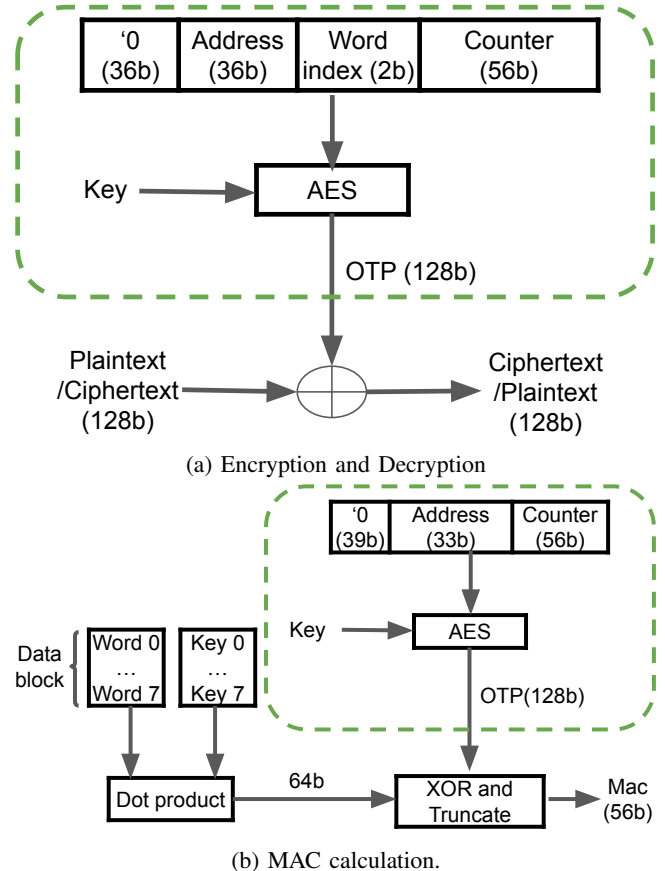 ‘0 Address Word Counter
(36b) (36b) index (2b) (56b)
Key AES
OTP (128b)
Plaintext Ciphertext
/Ciphertext /Plaintext
(128b) (128b)
(a) Encryption and Decryption
‘0 Address Counter
(39b) (33b) (56b)
Key AES
Data block
Word 0 Key 0
... ...
Word 7 Key 7
OTP(128b)
Dot product 64b XOR and Mac
Truncate (56b)
(b) MAC calculation.